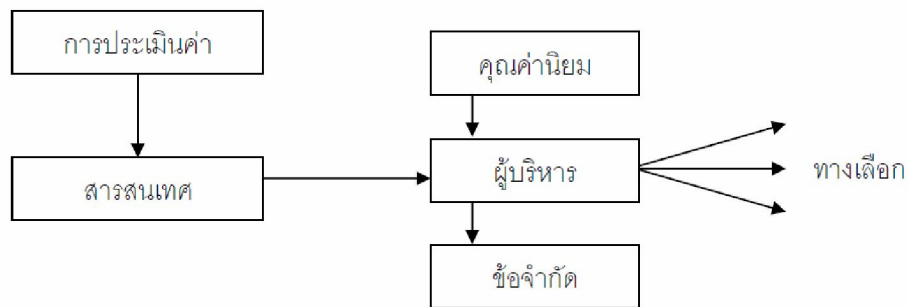 การประเมินค่า
คุณค่านิยม
สารสนเทศ
ผู้บริหาร
ทางเลือก
ข้อจำกัด